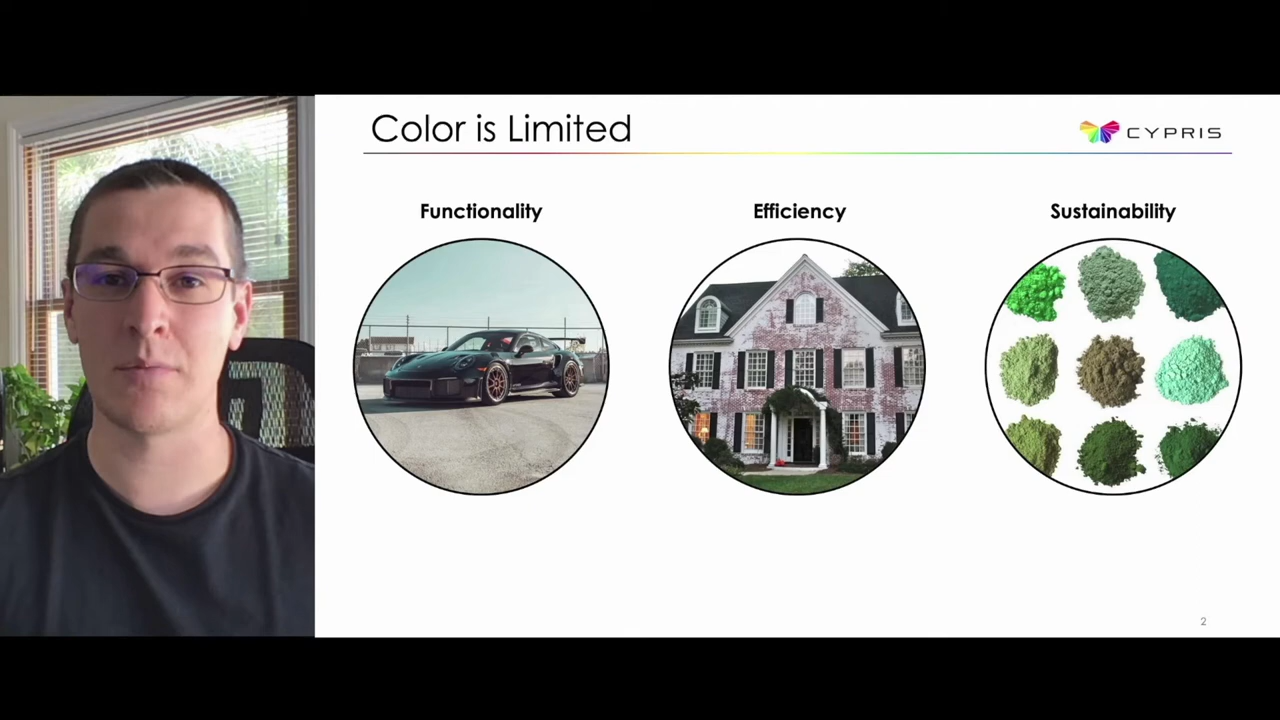 Color is Limited
CYPRIS
Functionality
Efficiency
Sustainability
2